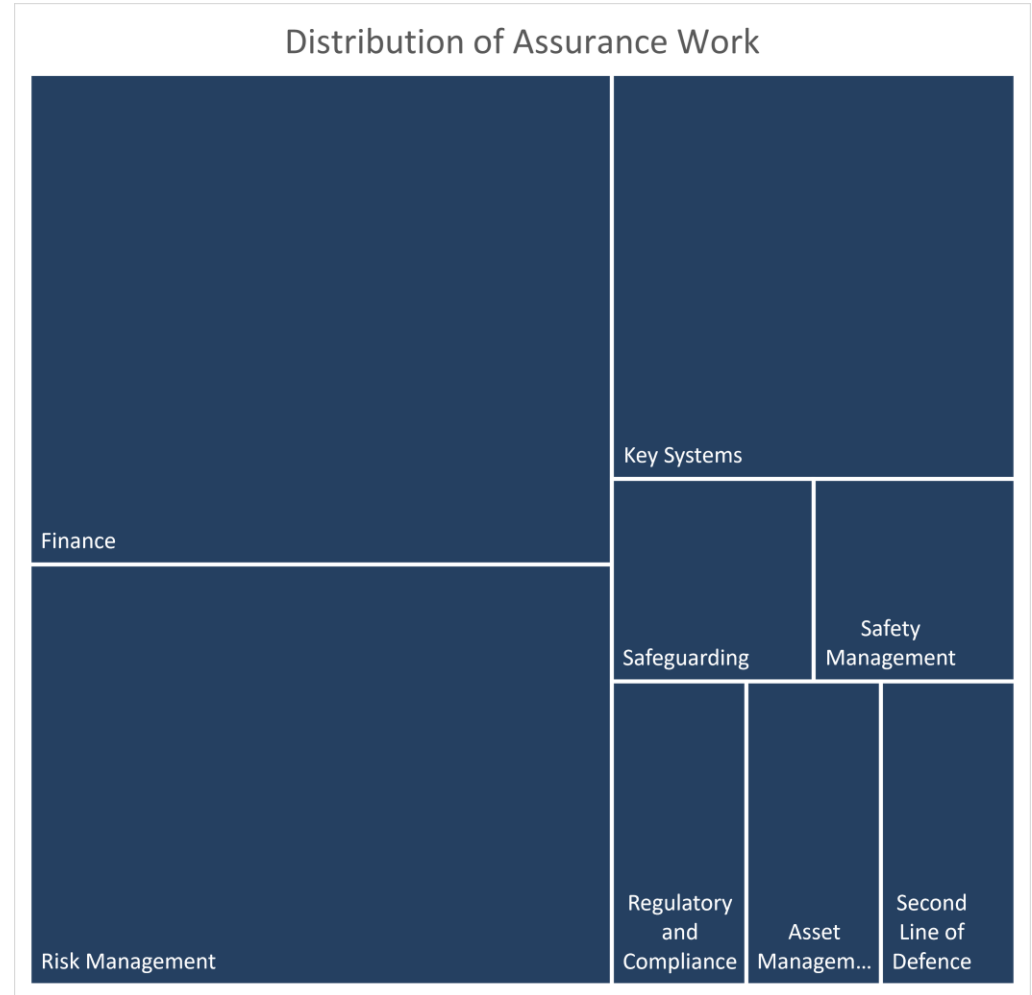 Distribution of Assurance Work
Finance
Risk Management
Key Systems
Safeguarding
Safety
Management
Regulatory
and
Compliance
Asset
Managem...
Second
Line of
Defence